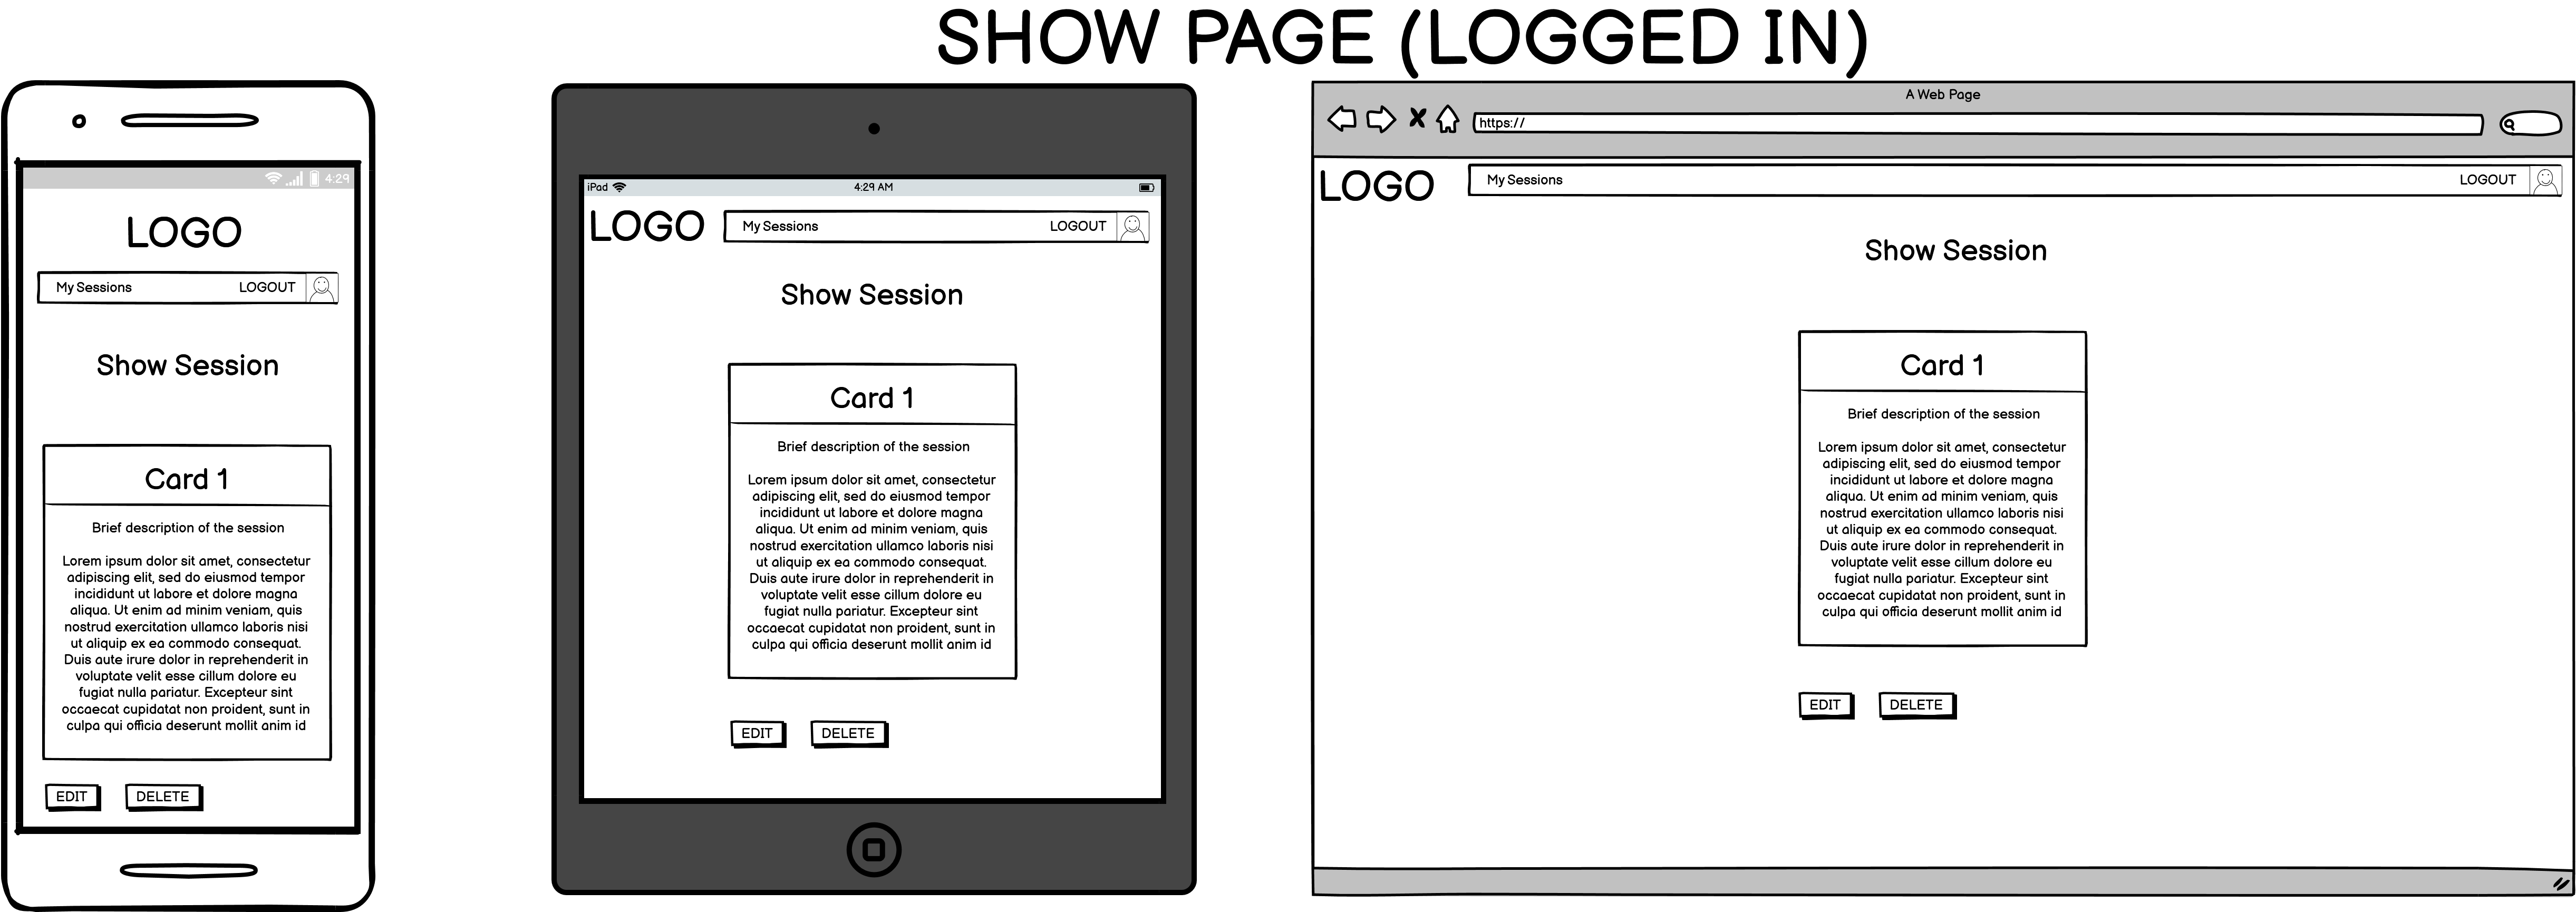 SHOW PAGE (LOGGED IN)
4:29
LOGO
My Sessions LOGOUT
Show Session
Card 1
Brief description of the session
Lorem ipsum dolor sit amet, consectetur
adipiscing elit, sed do eiusmod tempor
incididunt ut labore et dolore magna
aliqua. Ut enim ad minim veniam, quis
nostrud exercitation ullamco laboris nisi
ut aliquip ex ea commodo consequat.
Duis aute irure dolor in reprehenderit in
voluptate velit esse cillum dolore eu
fugiat nulla pariatur. Excepteur sint
occaecat cupidatat non proident, sunt in
culpa qui officia deserunt mollit anim id
EDIT DELETE
iPad 4:29 AM
LOGO My Sessions LOGOUT
Show Session
Card 1
Brief description of the session
Lorem ipsum dolor sit amet, consectetur
adipiscing elit, sed do eiusmod tempor
incididunt ut labore et dolore magna
aliqua. Ut enim ad minim veniam, quis
nostrud exercitation ullamco laboris nisi
ut aliquip ex ea commodo consequat.
Duis aute irure dolor in reprehenderit in
voluptate velit esse cillum dolore eu
fugiat nulla pariatur. Excepteur sint
occaecat cupidatat non proident, sunt in
culpa qui officia deserunt mollit anim id
EDIT DELETE
A Web Page
https://
LOGO My Sessions LOGOUT
Show Session
Card 1
Brief description of the session
Lorem ipsum dolor sit amet, consectetur
adipiscing elit, sed do eiusmod tempor
incididunt ut labore et dolore magna
aliqua. Ut enim ad minim veniam, quis
nostrud exercitation ullamco laboris nisi
ut aliquip ex ea commodo consequat.
Duis aute irure dolor in reprehenderit in
voluptate velit esse cillum dolore eu
fugiat nulla pariatur. Excepteur sint
occaecat cupidatat non proident, sunt in
culpa qui officia deserunt mollit anim id
EDIT DELETE